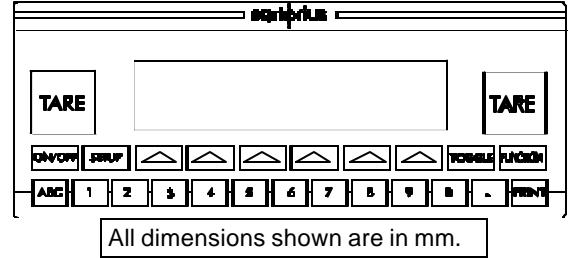 sartorius
TARE TARE
ON/OFF SETUP TOGGLE FUNCTION
ABC 1 2 3 4 5 6 7 8 9 0 . PRINT
All dimensions shown are in mm.